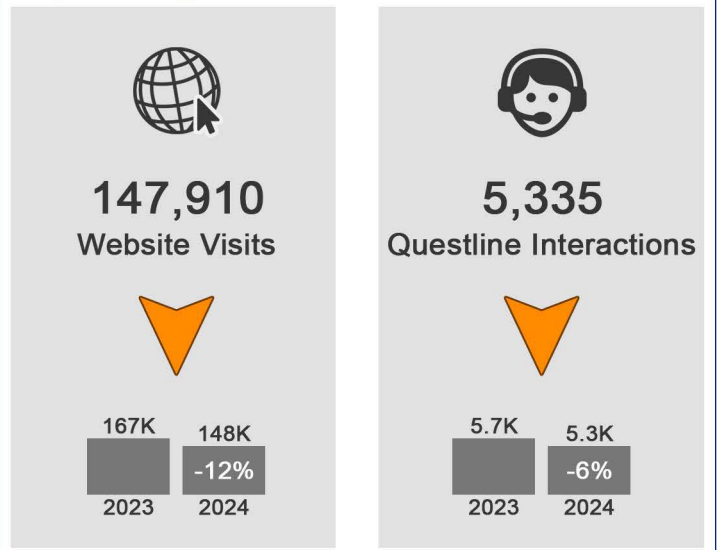 147,910
Website Visits
167K
148K
-12%
2023
2024
5,335
Questline Interactions
5.7K
5.3K
-6%
2023
2024